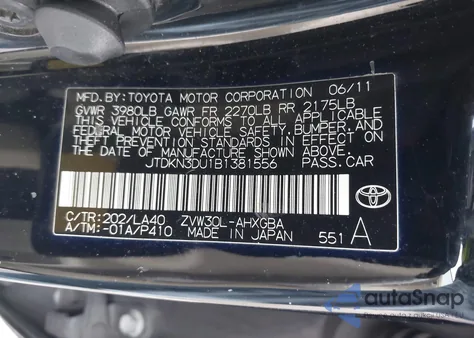 MFD. BY: TOYOTA MOTOR CORPORATION 06/11
GVWR 3980LB GAWR FR 2270LB RR 2175LB
THIS VEHICLE CONFORMS TO ALL APPLICABLE
FEDERAL MOTOR VEHICLE SAFETY, BUMPER, AND
THEFT PREVENTION STANDARDS IN EFFECT ON
THE DATE OF MANUFACTURE SHOWN ABOVE.
JTDKN3DU1B1381556 PASS.CAR
C/TR: 202/LA40 ZVW30L-AHXGBA
A/TM: -01A/P410 MADE IN JAPAN 551 A
autoSnap